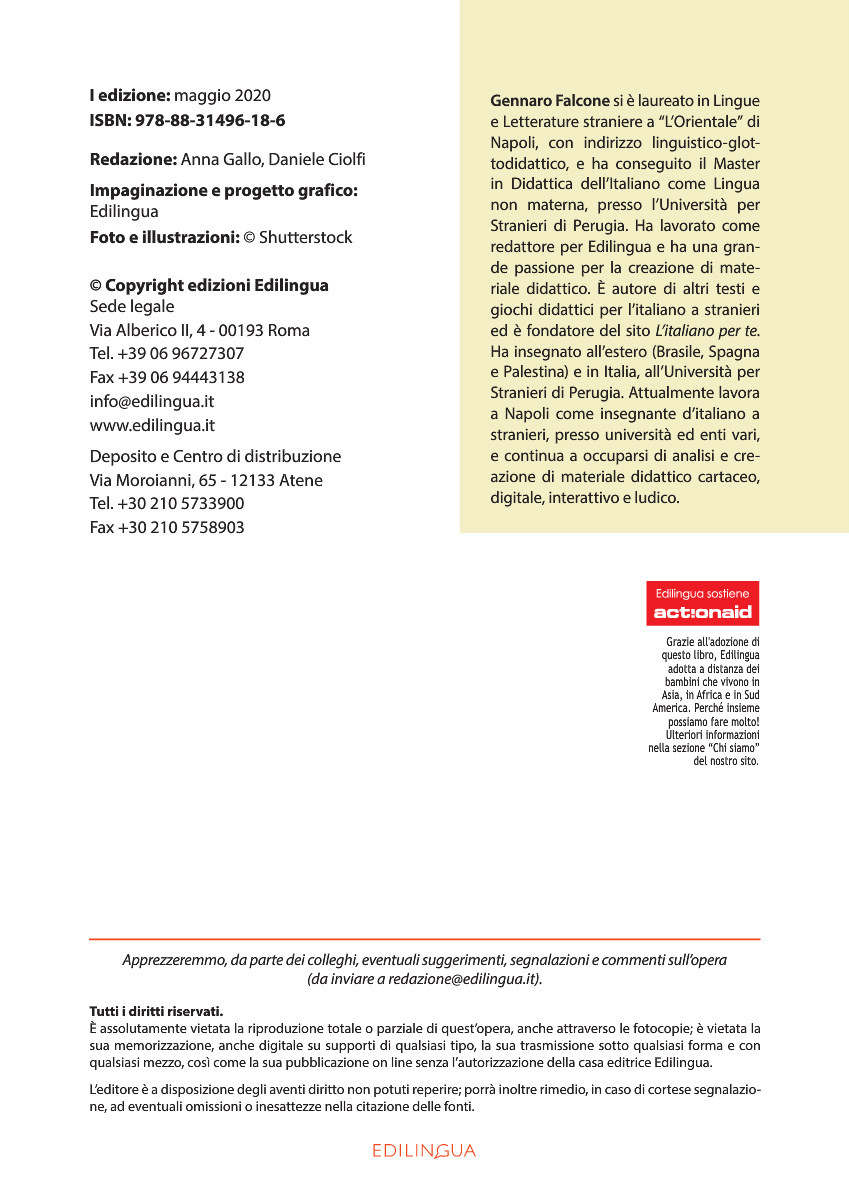 I edizione: maggio 2020
ISBN: 978-88-31496-18-6
Redazione: Anna Gallo, Daniele Ciolfi
Impaginazione e progetto grafico:
Edilingua
Foto e illustrazioni: © Shutterstock
© Copyright edizioni Edilingua
Sede legale
Via Alberico II, 4 - 00193 Roma
Tel. +39 06 96727307
Fax +39 06 94443138
info@edilingua.it
www.edilingua.it
Deposito e Centro di distribuzione
Via Moroianni, 65 - 12133 Atene
Tel. +30 210 5733900
Fax +30 210 5758903
Gennaro Falcone si è laureato in Lingue
e Letterature straniere a “L’Orientale” di
Napoli, con indirizzo linguistico-glot-
todidattico, e ha conseguito il Master
in Didattica dell’Italiano come Lingua
non materna, presso l’Università per
Stranieri di Perugia. Ha lavorato come
redattore per Edilingua e ha una gran-
de passione per la creazione di mate-
riale didattico. È autore di altri testi e
giochi didattici per l’italiano a stranieri
ed è fondatore del sito L’italiano per te.
Ha insegnato all’estero (Brasile, Spagna
e Palestina) e in Italia, all’Università per
Stranieri di Perugia. Attualmente lavora
a Napoli come insegnante d’italiano a
stranieri, presso università ed enti vari,
e continua a occuparsi di analisi e cre-
azione di materiale didattico cartaceo,
digitale, interattivo e ludico.
Edilingua sostiene
act:onaid
Grazie all'adozione di
questo libro, Edilingua
adotta a distanza dei
bambini che vivono in
Asia, in Africa e in Sud
America. Perché insieme
possiamo fare molto!
Ulteriori informazioni
nella sezione “Chi siamo”
del nostro sito.
Apprezzeremmo, da parte dei colleghi, eventuali suggerimenti, segnalazioni e commenti sull’opera
(da inviare a redazione@edilingua.it).
Tutti i diritti riservati.
È assolutamente vietata la riproduzione totale o parziale di quest’opera, anche attraverso le fotocopie; è vietata la
sua memorizzazione, anche digitale su supporti di qualsiasi tipo, la sua trasmissione sotto qualsiasi forma e con
qualsiasi mezzo, così come la sua pubblicazione on line senza l’autorizzazione della casa editrice Edilingua.
L’editore è a disposizione degli aventi diritto non potuti reperire; porrà inoltre rimedio, in caso di cortese segnalazio-
ne, ad eventuali omissioni o inesattezze nella citazione delle fonti.
EDILINGUA